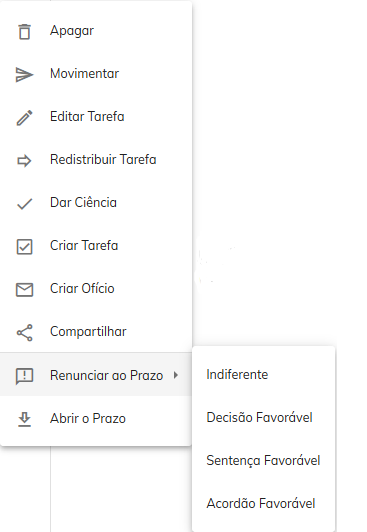 Apagar
Movimentar
Editar Tarefa
Redistribuir Tarefa
Dar Ciência
Criar Tarefa
Criar Ofício
Compartilhar
Renunciar ao Prazo
Abrir o Prazo
Indiferente
Decisão Favorável
Sentença Favorável
Acordão Favorável